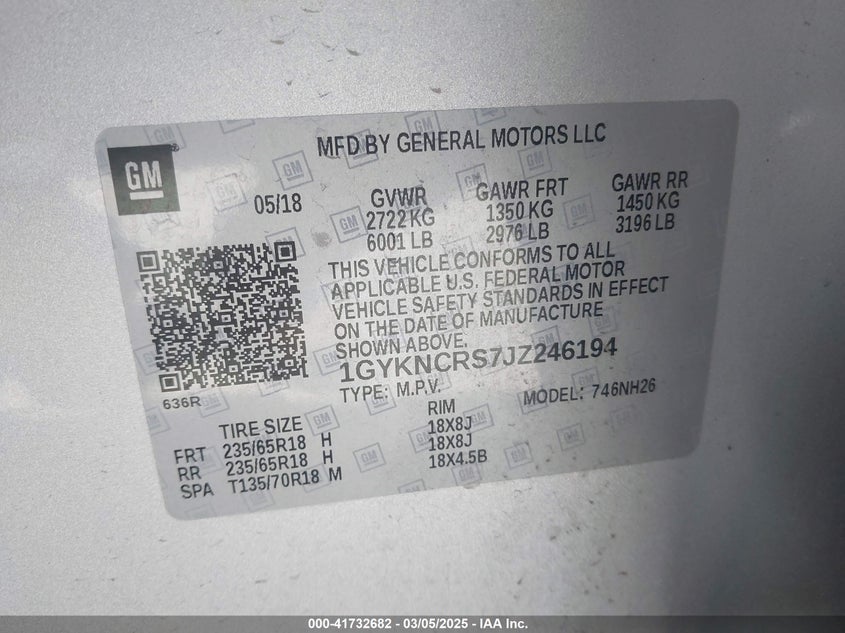 GM
MFD BY GENERAL MOTORS LLC
05/18
GVWR GAWR FRT GAWR RR
2722 KG 1350 KG 1450 KG
6001 LB 2976 LB 3196 LB
THIS VEHICLE CONFORMS TO ALL
APPLICABLE U.S. FEDERAL MOTOR
VEHICLE SAFETY STANDARDS IN EFFECT
ON THE DATE OF MANUFACTURE
SHOWN ABOVE.
1GYKNCRS7JZ246194
TYPE: M.P.V. MODEL: 746NH26
636R
TIRE SIZE RIM
FRT 235/65R18 H 18X8J
RR 235/65R18 H 18X8J
SPA T135/70R18 M 18X4.5B
000-41732682 — 03/05/2025 - IAA Inc.